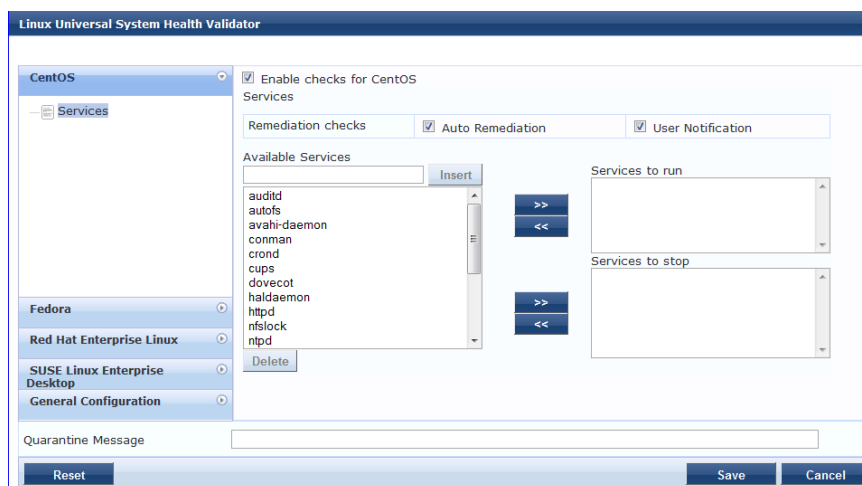 Linux Universal System Health Validator
CentOS
Services
Fedora
Red Hat Enterprise Linux
SUSE Linux Enterprise
Desktop
General Configuration
Enable checks for CentOS
Services
Remediation checks
Auto Remediation
User Notification
Available Services
Insert
auditd
autofs
avahi-daemon
conman
crond
cups
dovecot
haldaemon
httpd
nfslock
ntpd
Delete
>>
<<
Services to run
>>
<<
Services to stop
Quarantine Message
Reset
Save
Cancel